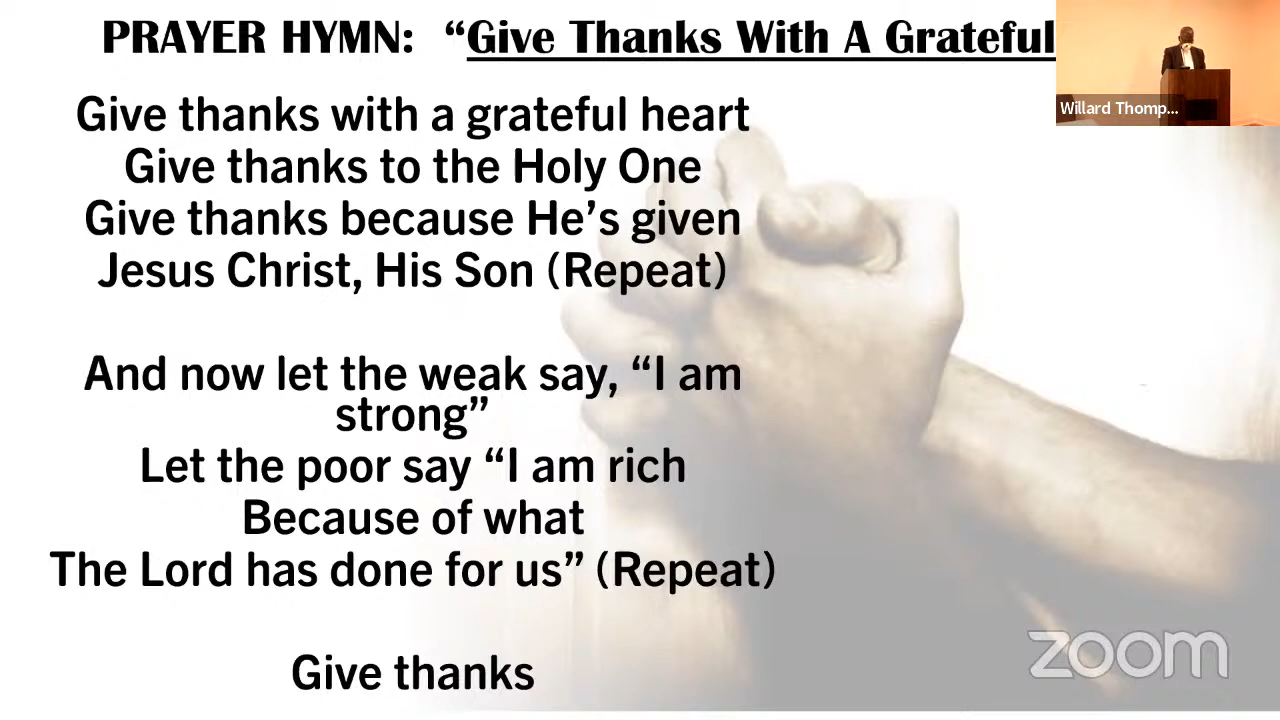 PRAYER HYMN: “Give Thanks With A Grateful
Willard Thomp...
Give thanks with a grateful heart
Give thanks to the Holy One
Give thanks because He’s given
Jesus Christ, His Son (Repeat)
And now let the weak say, “I am
strong”
Let the poor say “I am rich
Because of what
The Lord has done for us” (Repeat)
Give thanks
zoom